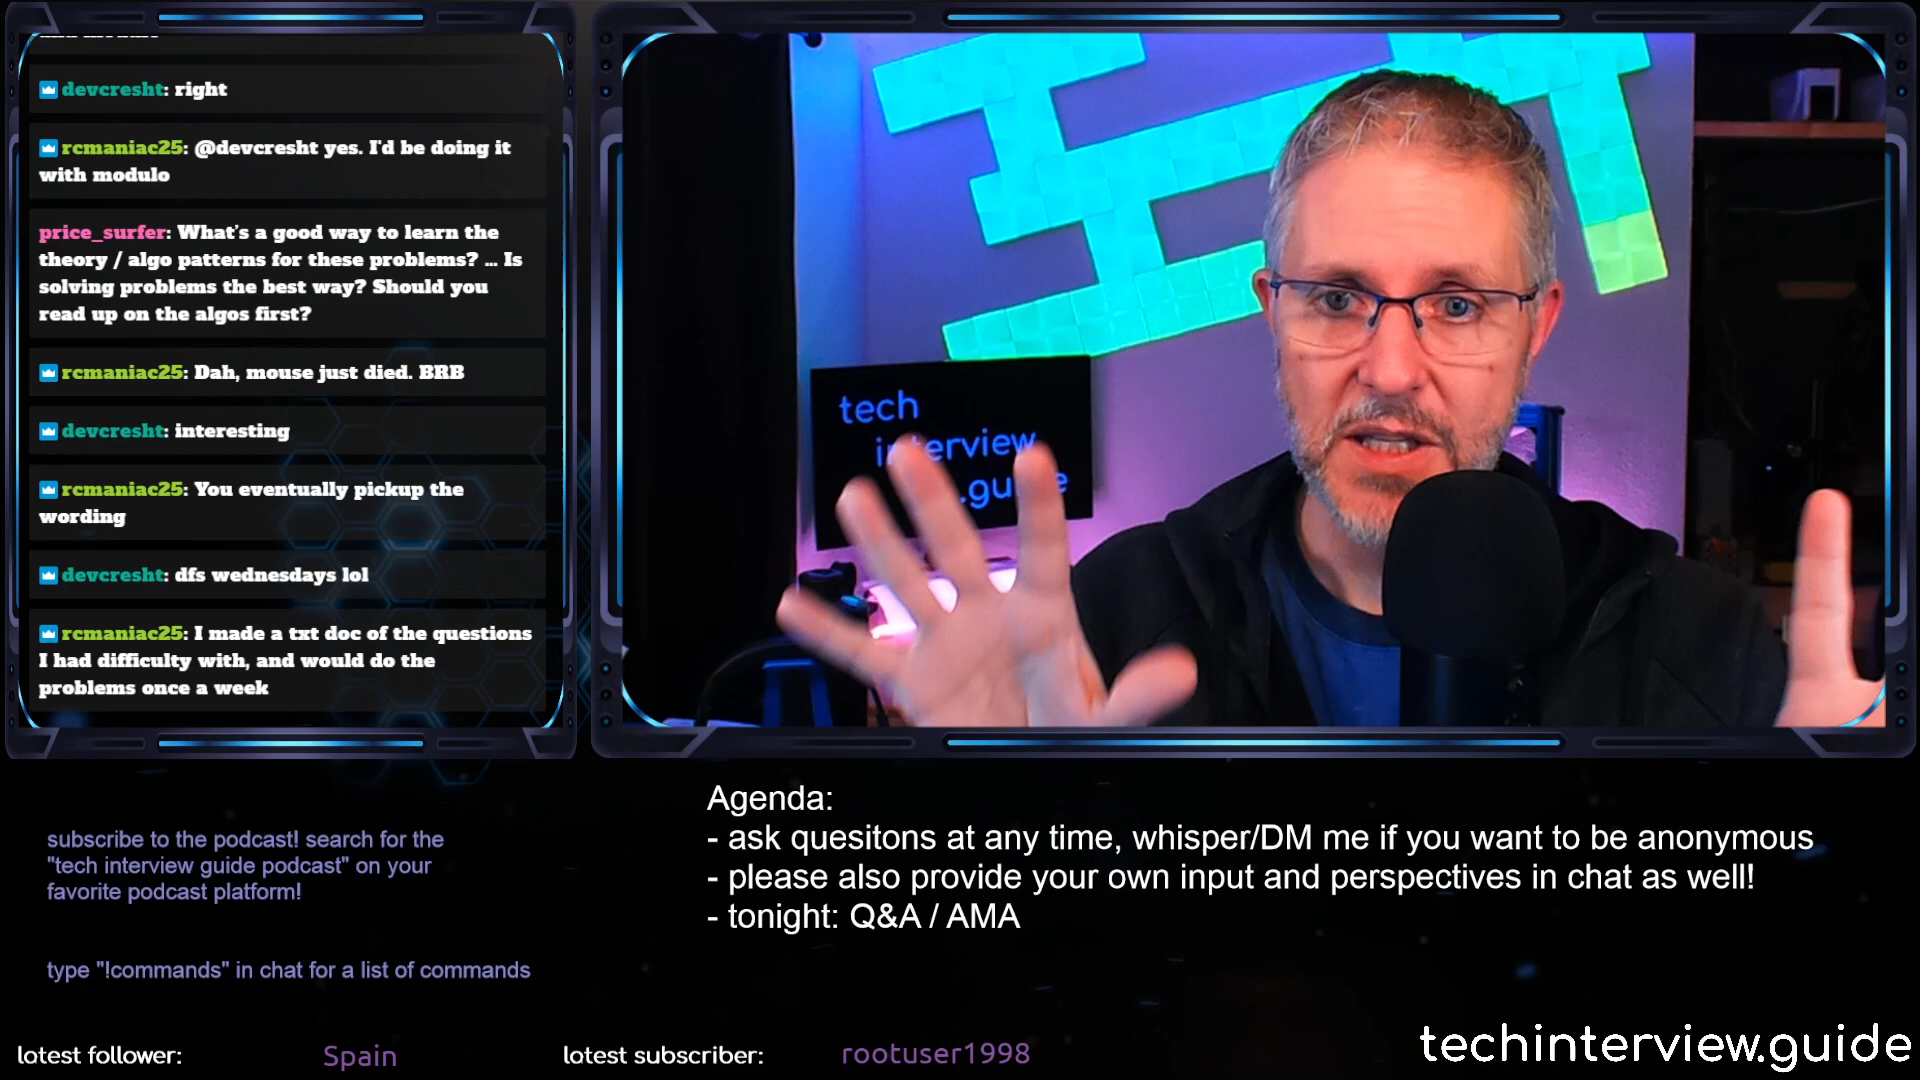 devcresht: right
rcmaniac25: @devcresht yes. I'd be doing it
with modulo
price_surfer: What's a good way to learn the
theory / algo patterns for these problems? ... Is
solving problems the best way? Should you
read up on the algos first?
rcmaniac25: Dah, mouse just died. BRB
devcresht: interesting
rcmaniac25: You eventually pickup the
wording
devcresht: dfs wednesdays lol
rcmaniac25: I made a txt doc of the questions
I had difficulty with, and would do the
problems once a week
tech
interview
.guide
subscribe to the podcast! search for the
"tech interview guide podcast" on your
favorite podcast platform!
type "!commands" in chat for a list of commands
Agenda:
- ask quesitons at any time, whisper/DM me if you want to be anonymous
- please also provide your own input and perspectives in chat as well!
- tonight: Q&A / AMA
latest follower: Spain
latest subscriber: rootuser1998
techinterview.guide